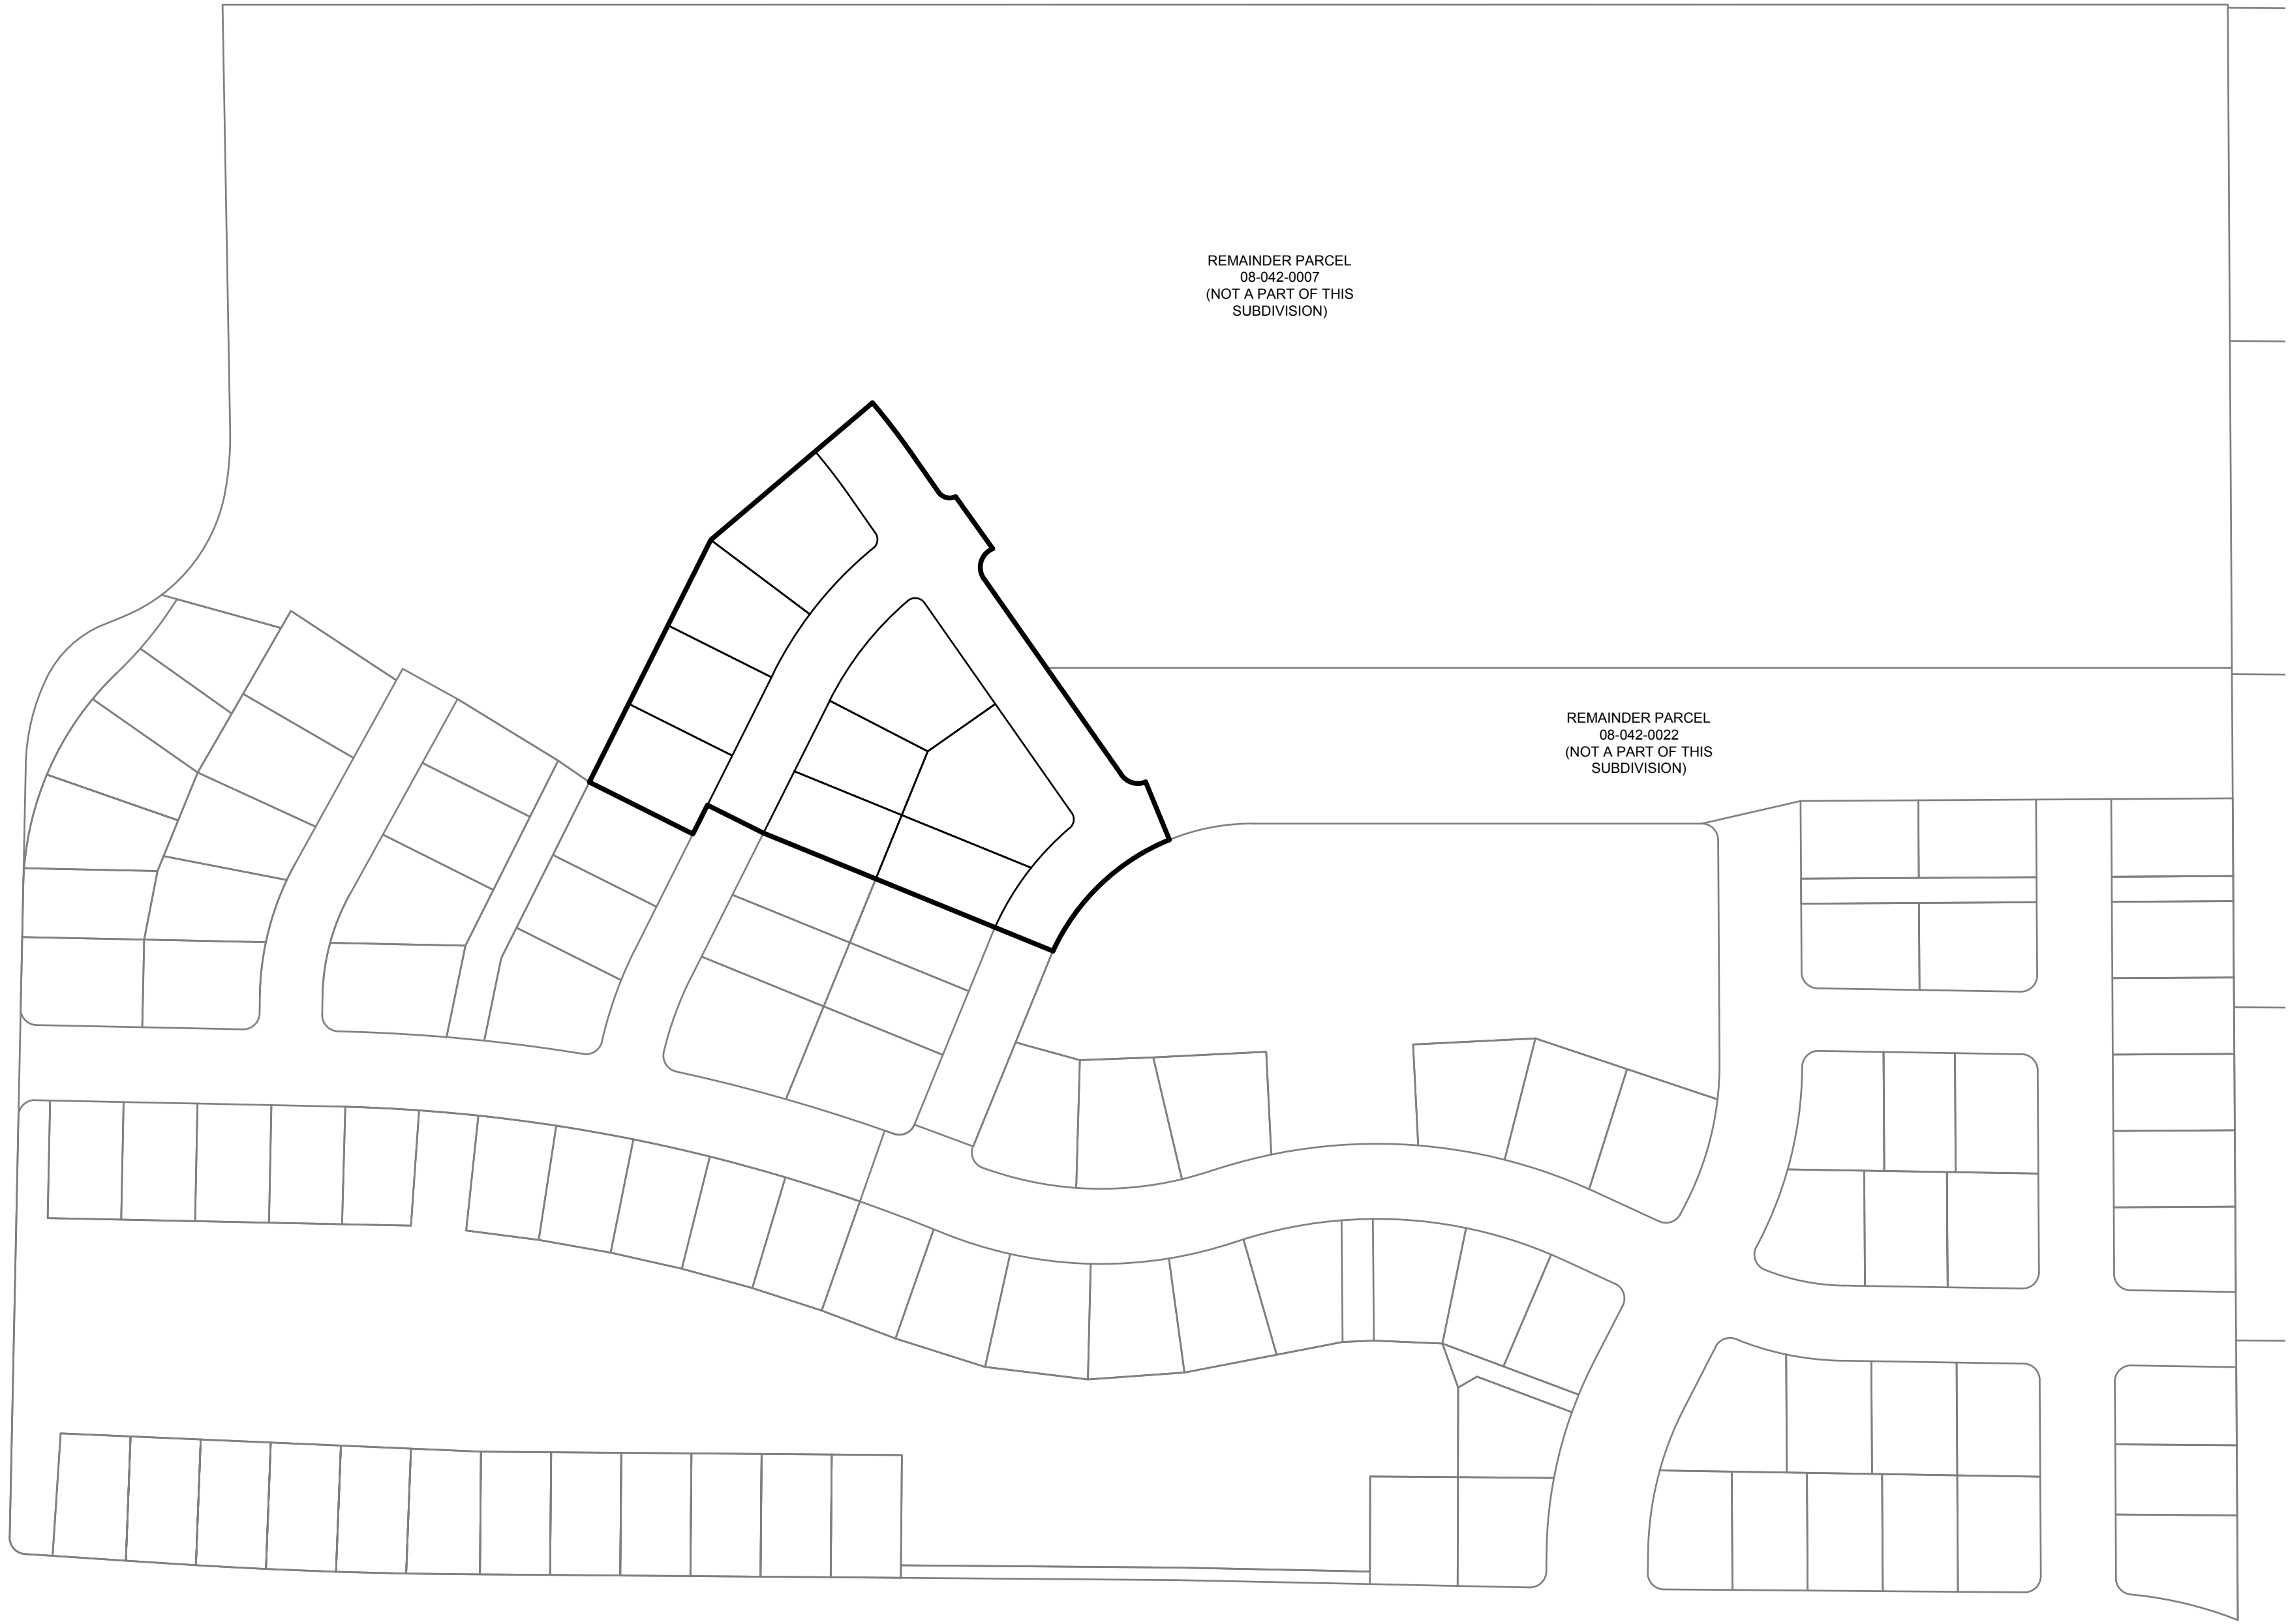 REMAINDER PARCEL
08-042-0007
(NOT A PART OF THIS
SUBDIVISION)
REMAINDER PARCEL
08-042-0022
(NOT A PART OF THIS
SUBDIVISION)